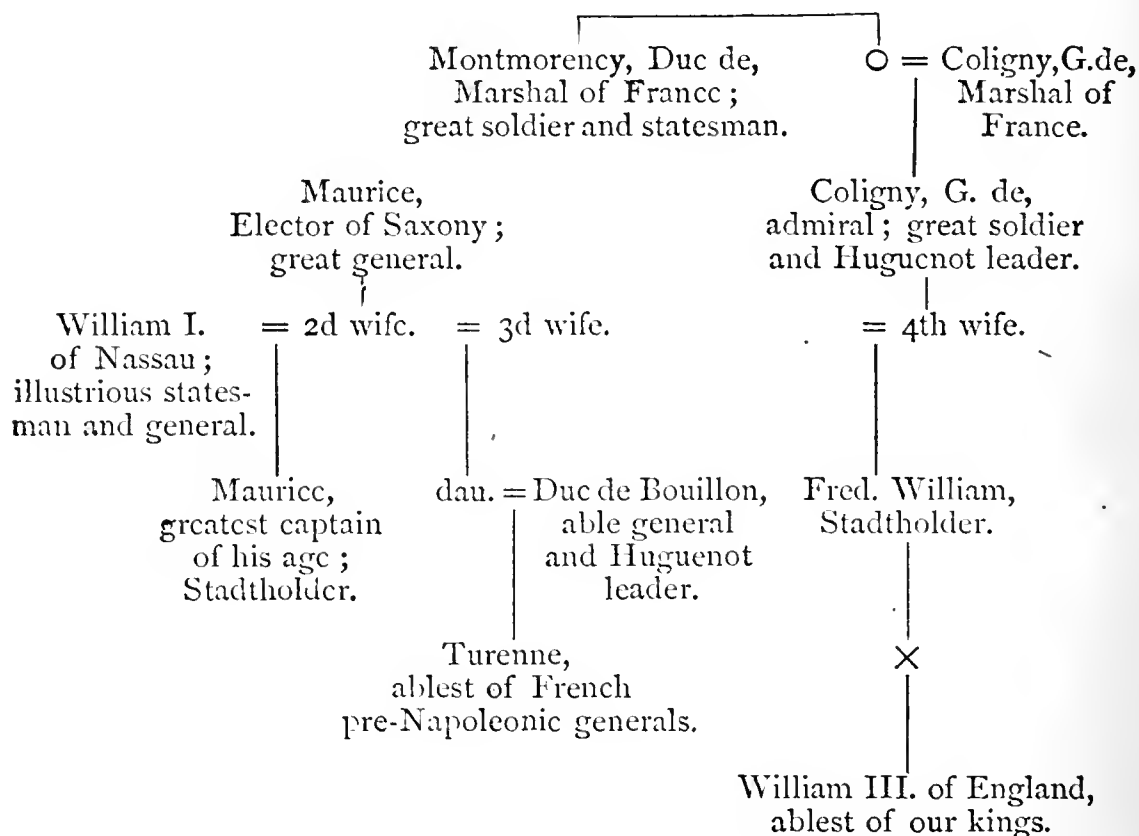 Montmorency, Duc de,
Marshal of France;
great soldier and statesman.
O = Coligny, G. de,
Marshal of
France.
Maurice,
Elector of Saxony;
great general.
Coligny, G. de,
admiral; great soldier
and Huguenot leader.
William I.
of Nassau;
illustrious states-
man and general.
= 2d wife.
= 3d wife.
= 4th wife.
Maurice,
greatest captain
of his age;
Stadtholder.
dau. = Duc de Bouillon,
able general
and Huguenot
leader.
Fred. William,
Stadtholder.
Turenne,
ablest of French
pre-Napoleonic generals.
×
William III. of England,
ablest of our kings.